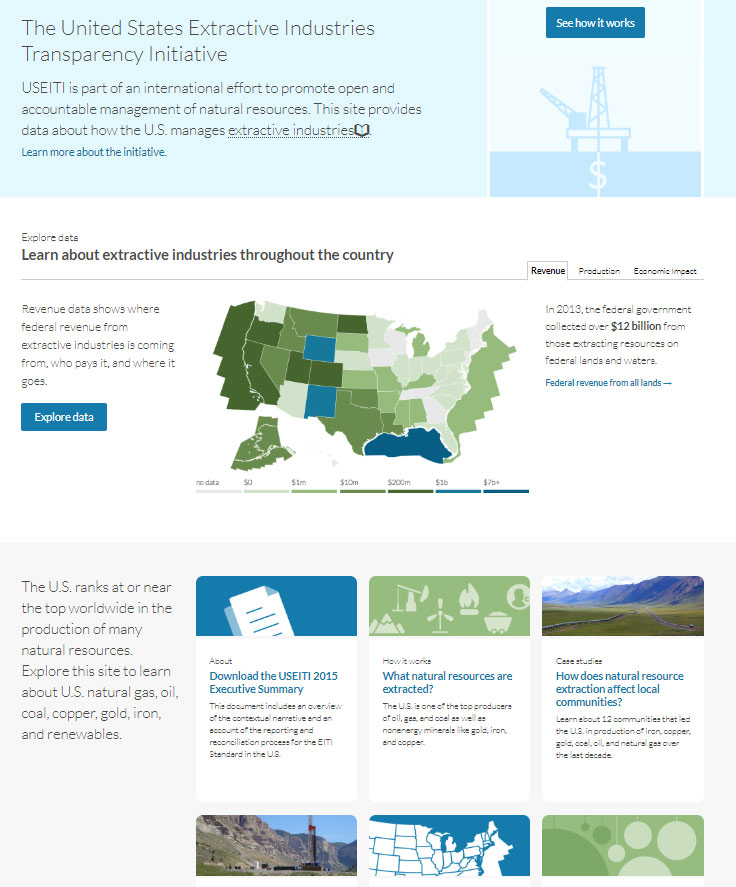 The United States Extractive Industries
Transparency Initiative
USEITI is part of an international effort to promote open and
accountable management of natural resources. This site provides
data about how the U.S. manages extractive industries.
Learn more about the initiative.
See how it works
$
Explore data
Learn about extractive industries throughout the country
Revenue Production Economic Impact
Revenue data shows where
federal revenue from
extractive industries is coming
from, who pays it, and where it
goes.
Explore data
In 2013, the federal government
collected over $12 billion from
those extracting resources on
federal lands and waters.
Federal revenue from all lands →
no data $0 $1m $10m $200m $1b $7b+
The U.S. ranks at or near
the top worldwide in the
production of many
natural resources.
Explore this site to learn
about U.S. natural gas, oil,
coal, copper, gold, iron,
and renewables.
About
Download the USEITI 2015
Executive Summary
This document includes an overview
of the contextual narrative and an
account of the reporting and
reconciliation process for the EITI
Standard in the U.S.
How it works
What natural resources are
extracted?
The U.S. is one of the top producers
of oil, gas, and coal as well as
nonenergy minerals like gold, iron,
and copper.
Case studies
How does natural resource
extraction affect local
communities?
Learn about 12 communities that led
the U.S. in production of iron, copper,
gold, coal, oil, and natural gas over
the last decade.